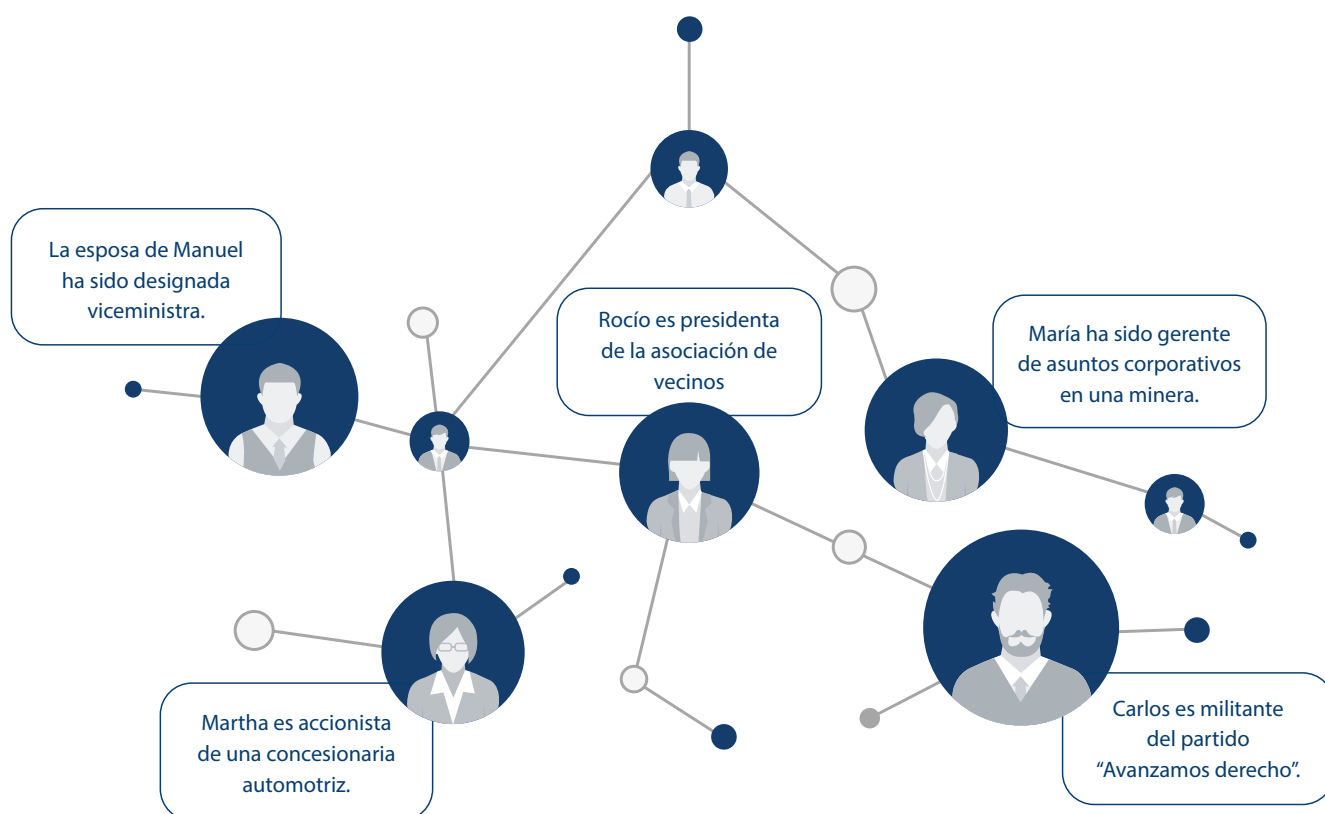 La esposa de Manuel
ha sido designada
viceministra.
Rocío es presidenta
de la asociación de
vecinos
María ha sido gerente
de asuntos corporativos
en una minera.
Martha es accionista
de una concesionaria
automotriz.
Carlos es militante
del partido
“Avanzamos derecho”.